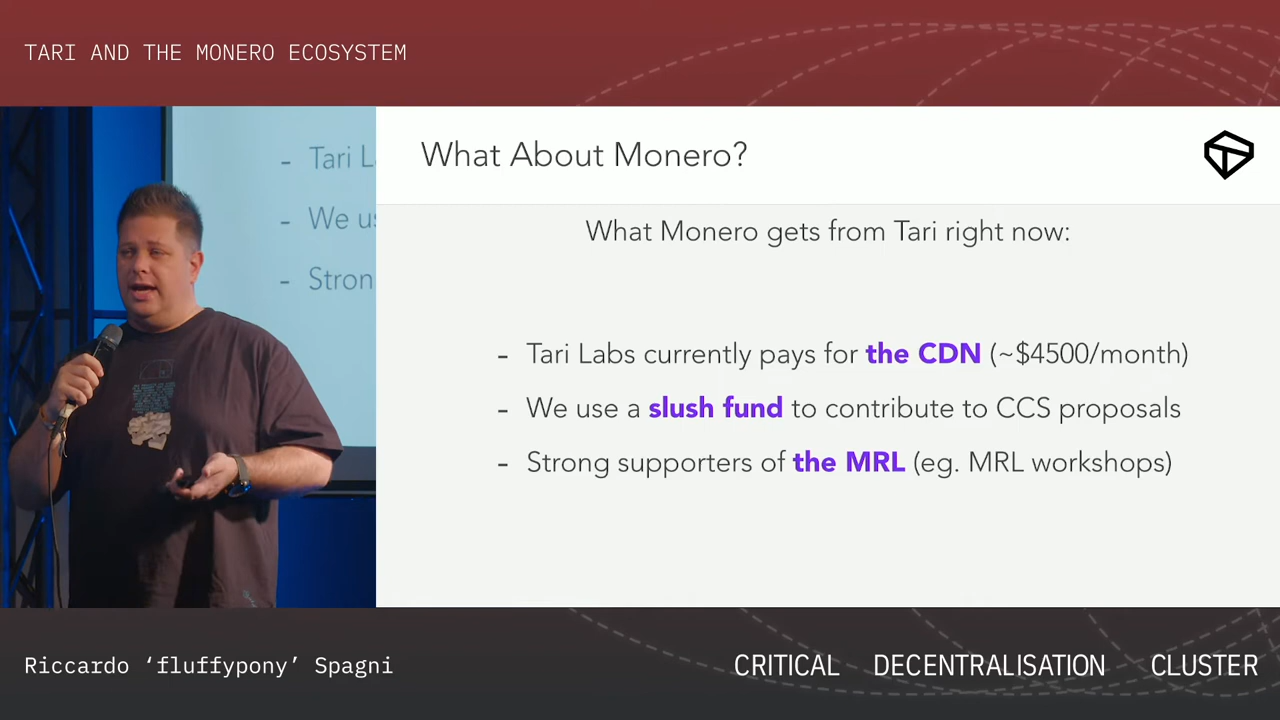 TARI AND THE MONERO ECOSYSTEM
- Tari L
- We us
- Stron
What About Monero?
What Monero gets from Tari right now:
- Tari Labs currently pays for the CDN (~$4500/month)
- We use a slush fund to contribute to CCS proposals
- Strong supporters of the MRL (eg. MRL workshops)
Riccardo ‘fluffypony’ Spagni
CRITICAL DECENTRALISATION CLUSTER